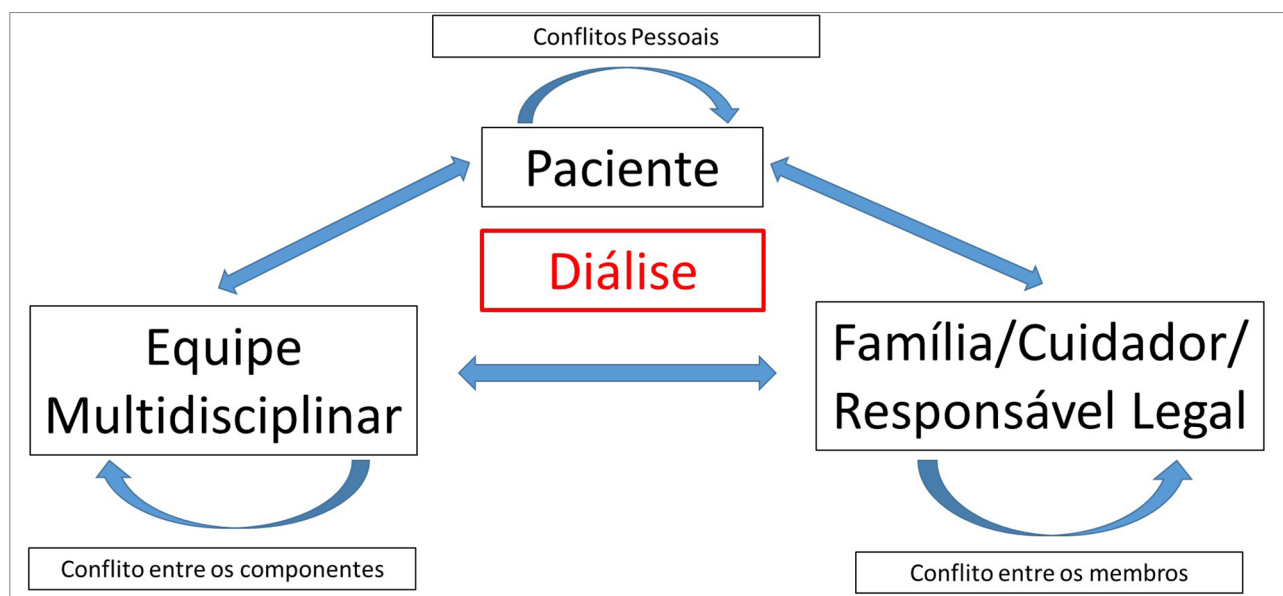 Conflitos Pessoais
Paciente
Diálise
Equipe
Multidisciplinar
Família/Cuidador/
Responsável Legal
Conflito entre os componentes
Conflito entre os membros